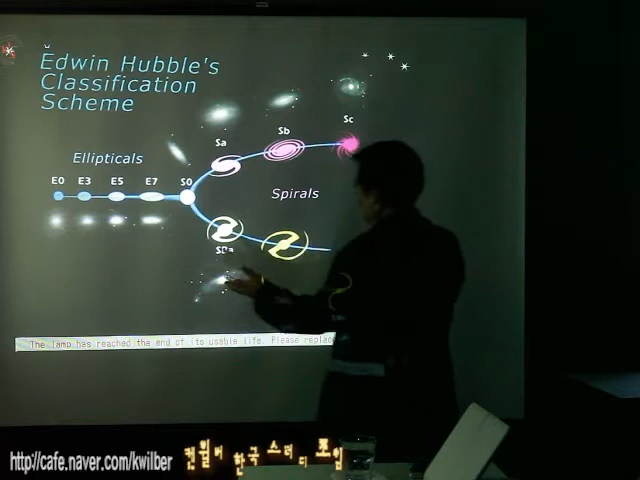 Edwin Hubble's
Classification
Scheme
Sc
Sb
Sa
Ellipticals
E0 E3 E5 E7 S0
Spirals
The lamp has reached the end of its usable life. Please replac
http://cafe.naver.com/kwilber
켄윌버 한국 스터디 모임